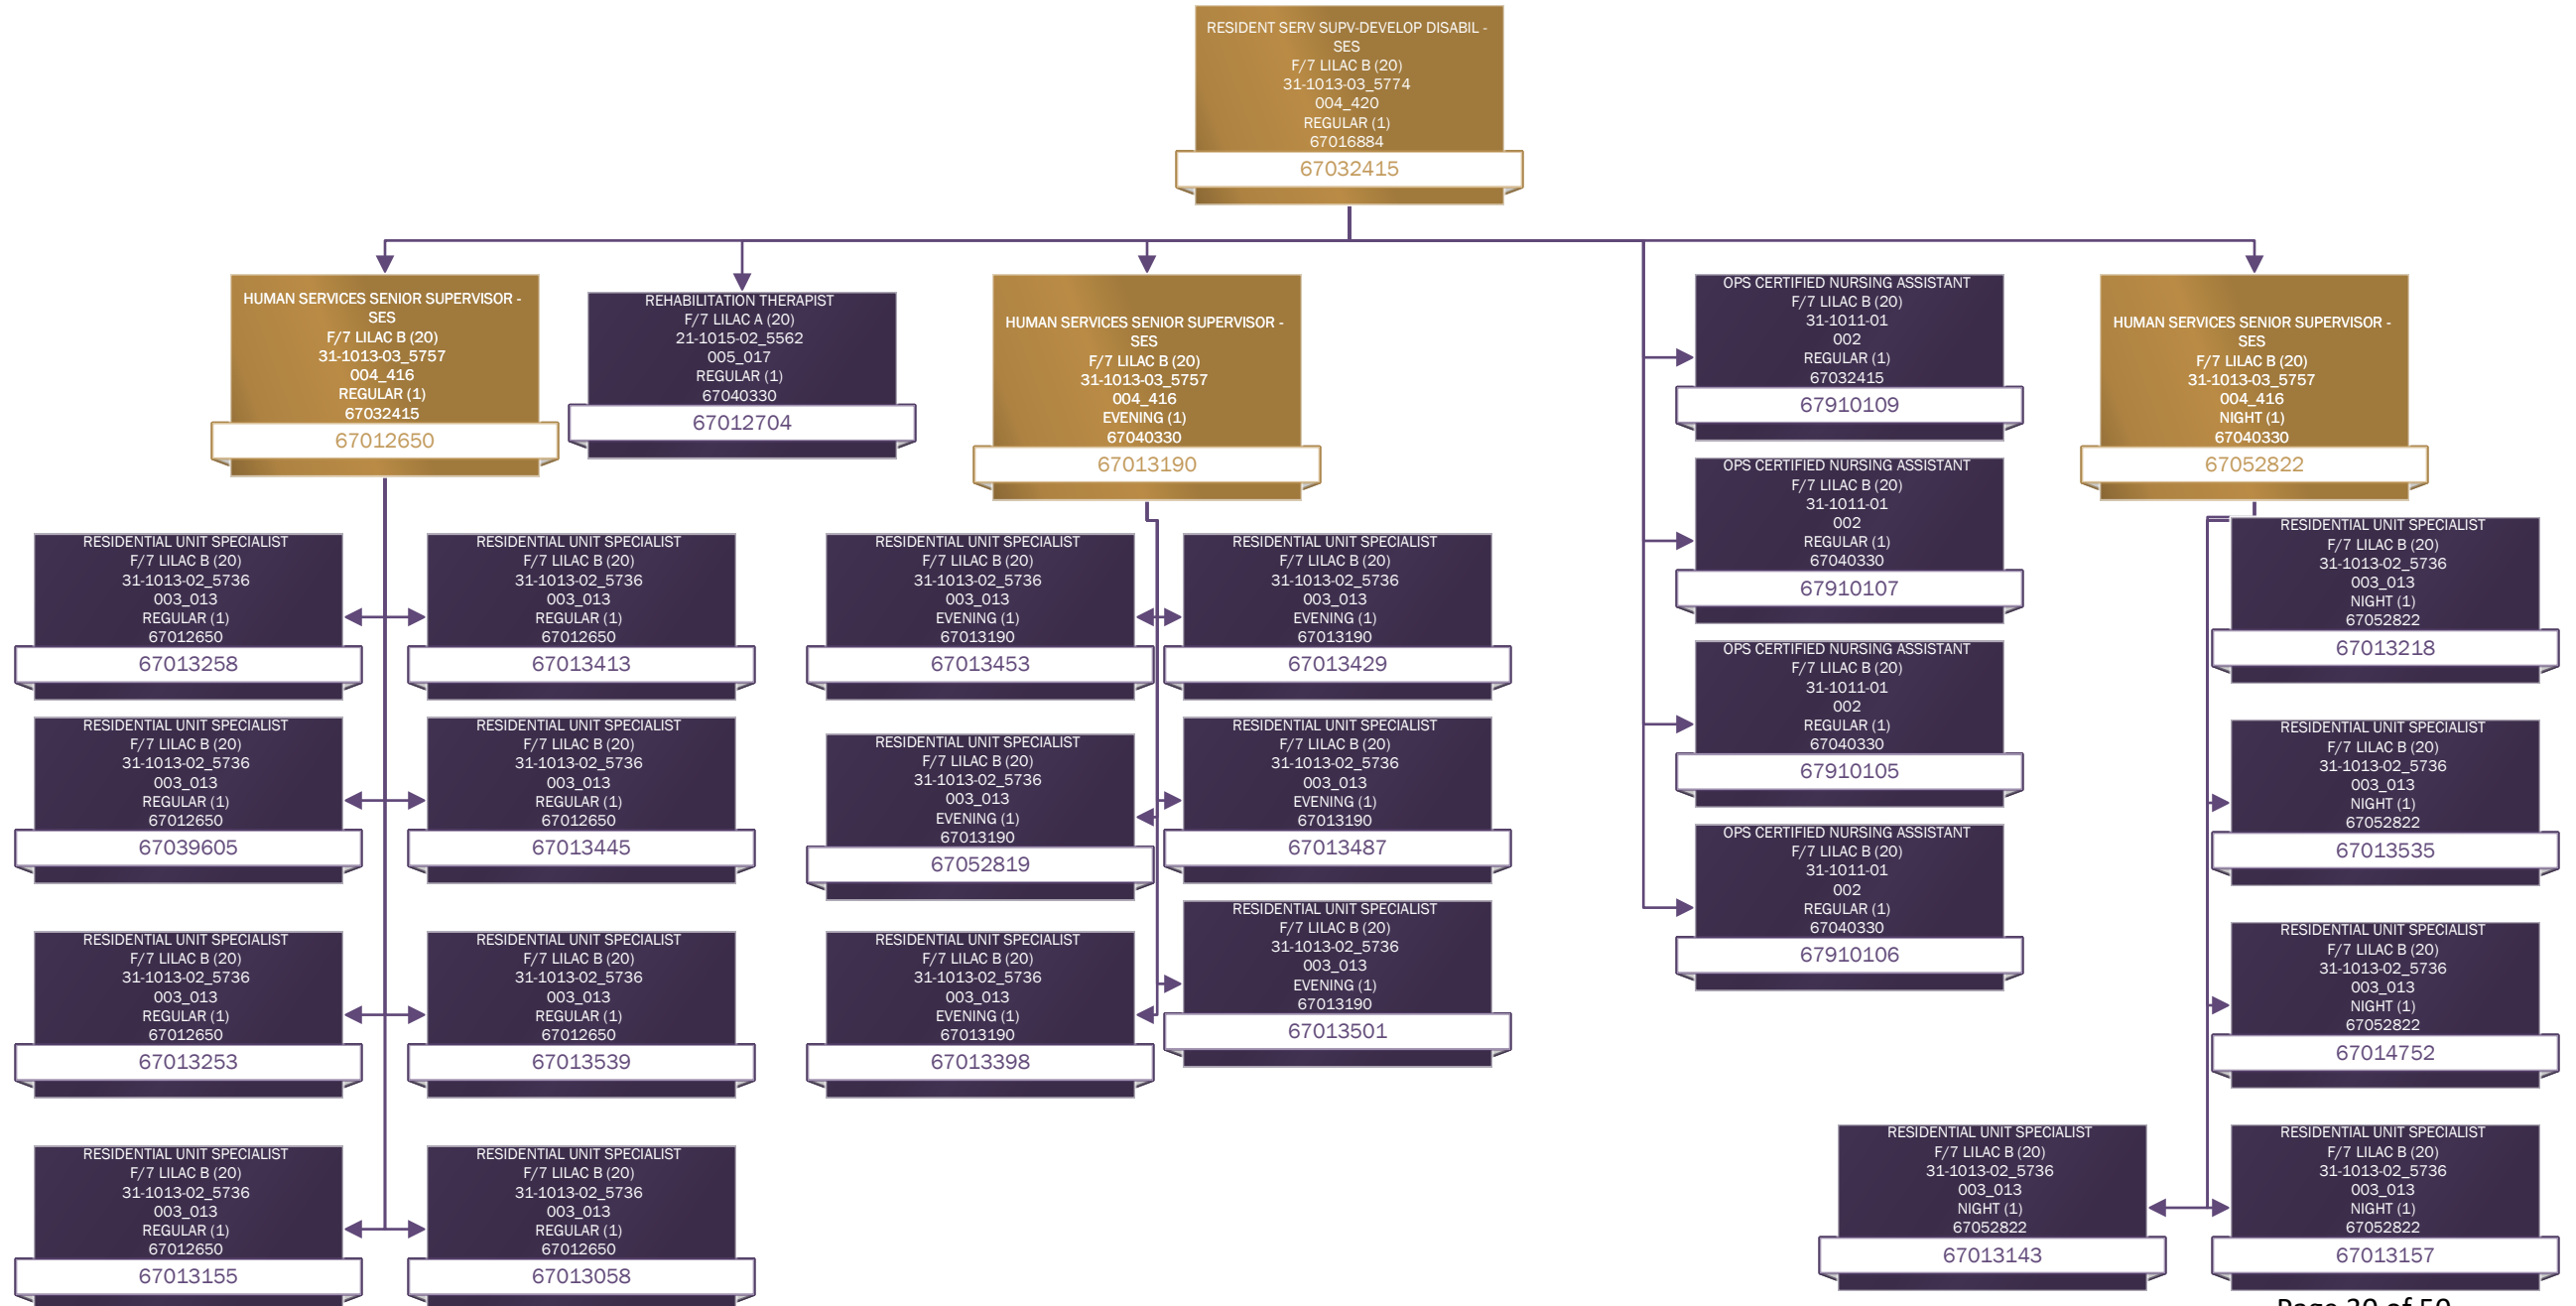 RESIDENT SERV SUPV-DEVELOP DISABIL -
SES
F/7 LILAC B (20)
31-1013-03_5774
004_420
REGULAR (1)
67016884
67032415
HUMAN SERVICES SENIOR SUPERVISOR -
SES
F/7 LILAC B (20)
31-1013-03_5757
004_416
REGULAR (1)
67032415
67012650
REHABILITATION THERAPIST
F/7 LILAC A (20)
21-1015-02_5562
005_017
REGULAR (1)
67040330
67012704
HUMAN SERVICES SENIOR SUPERVISOR -
SES
F/7 LILAC B (20)
31-1013-03_5757
004_416
EVENING (1)
67040330
67013190
OPS CERTIFIED NURSING ASSISTANT
F/7 LILAC B (20)
31-1011-01
002
REGULAR (1)
67032415
67910109
HUMAN SERVICES SENIOR SUPERVISOR -
SES
F/7 LILAC B (20)
31-1013-03_5757
004_416
NIGHT (1)
67040330
67052822
OPS CERTIFIED NURSING ASSISTANT
F/7 LILAC B (20)
31-1011-01
002
REGULAR (1)
67040330
67910107
OPS CERTIFIED NURSING ASSISTANT
F/7 LILAC B (20)
31-1011-01
002
REGULAR (1)
67040330
67910105
OPS CERTIFIED NURSING ASSISTANT
F/7 LILAC B (20)
31-1011-01
002
REGULAR (1)
67040330
67910106
RESIDENTIAL UNIT SPECIALIST
F/7 LILAC B (20)
31-1013-02_5736
003_013
REGULAR (1)
67012650
67013258
RESIDENTIAL UNIT SPECIALIST
F/7 LILAC B (20)
31-1013-02_5736
003_013
REGULAR (1)
67012650
67013413
RESIDENTIAL UNIT SPECIALIST
F/7 LILAC B (20)
31-1013-02_5736
003_013
REGULAR (1)
67012650
67039605
RESIDENTIAL UNIT SPECIALIST
F/7 LILAC B (20)
31-1013-02_5736
003_013
REGULAR (1)
67012650
67013445
RESIDENTIAL UNIT SPECIALIST
F/7 LILAC B (20)
31-1013-02_5736
003_013
REGULAR (1)
67012650
67013253
RESIDENTIAL UNIT SPECIALIST
F/7 LILAC B (20)
31-1013-02_5736
003_013
REGULAR (1)
67012650
67013539
RESIDENTIAL UNIT SPECIALIST
F/7 LILAC B (20)
31-1013-02_5736
003_013
REGULAR (1)
67012650
67013155
RESIDENTIAL UNIT SPECIALIST
F/7 LILAC B (20)
31-1013-02_5736
003_013
REGULAR (1)
67012650
67013058
RESIDENTIAL UNIT SPECIALIST
F/7 LILAC B (20)
31-1013-02_5736
003_013
EVENING (1)
67013190
67013453
RESIDENTIAL UNIT SPECIALIST
F/7 LILAC B (20)
31-1013-02_5736
003_013
EVENING (1)
67013190
67013429
RESIDENTIAL UNIT SPECIALIST
F/7 LILAC B (20)
31-1013-02_5736
003_013
EVENING (1)
67013190
67052819
RESIDENTIAL UNIT SPECIALIST
F/7 LILAC B (20)
31-1013-02_5736
003_013
EVENING (1)
67013190
67013487
RESIDENTIAL UNIT SPECIALIST
F/7 LILAC B (20)
31-1013-02_5736
003_013
EVENING (1)
67013190
67013398
RESIDENTIAL UNIT SPECIALIST
F/7 LILAC B (20)
31-1013-02_5736
003_013
EVENING (1)
67013190
67013501
RESIDENTIAL UNIT SPECIALIST
F/7 LILAC B (20)
31-1013-02_5736
003_013
NIGHT (1)
67052822
67013218
RESIDENTIAL UNIT SPECIALIST
F/7 LILAC B (20)
31-1013-02_5736
003_013
NIGHT (1)
67052822
67013535
RESIDENTIAL UNIT SPECIALIST
F/7 LILAC B (20)
31-1013-02_5736
003_013
NIGHT (1)
67052822
67014752
RESIDENTIAL UNIT SPECIALIST
F/7 LILAC B (20)
31-1013-02_5736
003_013
NIGHT (1)
67052822
67013143
RESIDENTIAL UNIT SPECIALIST
F/7 LILAC B (20)
31-1013-02_5736
003_013
NIGHT (1)
67052822
67013157